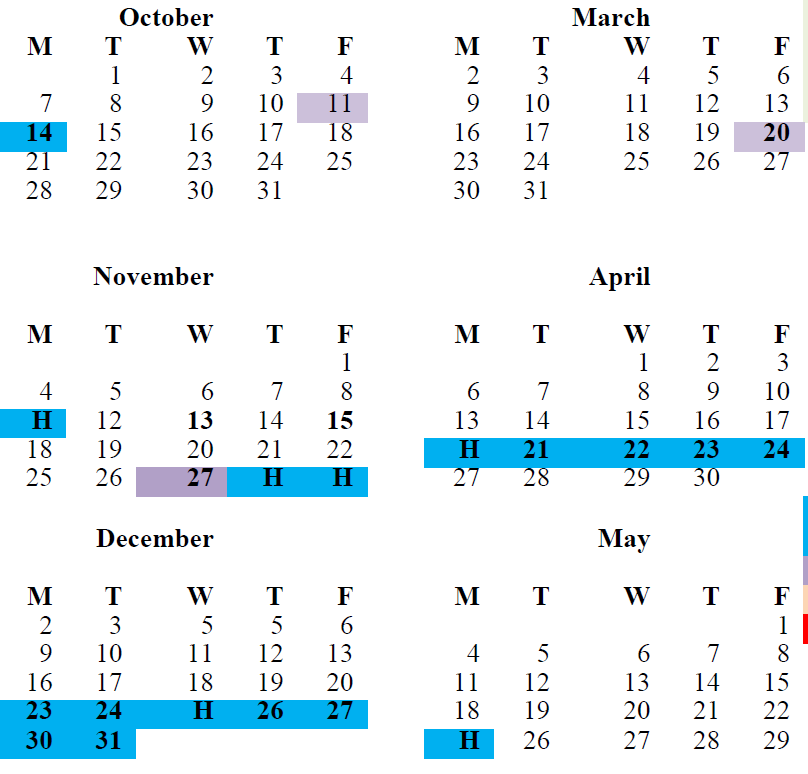 October
M T W T F
1 2 3 4
7 8 9 10 11
14 15 16 17 18
21 22 23 24 25
28 29 30 31
November
M T W T F
1
4 5 6 7 8
H 12 13 14 15
18 19 20 21 22
25 26 27 H H
December
M T W T F
2 3 5 5 6
9 10 11 12 13
16 17 18 19 20
23 24 H 26 27
30 31
March
M T W T F
2 3 4 5 6
9 10 11 12 13
16 17 18 19 20
23 24 25 26 27
30 31
April
M T W T F
1 2 3
6 7 8 9 10
13 14 15 16 17
H 21 22 23 24
27 28 29 30
May
M T W T F
1
4 5 6 7 8
11 12 13 14 15
18 19 20 21 22
H 26 27 28 29